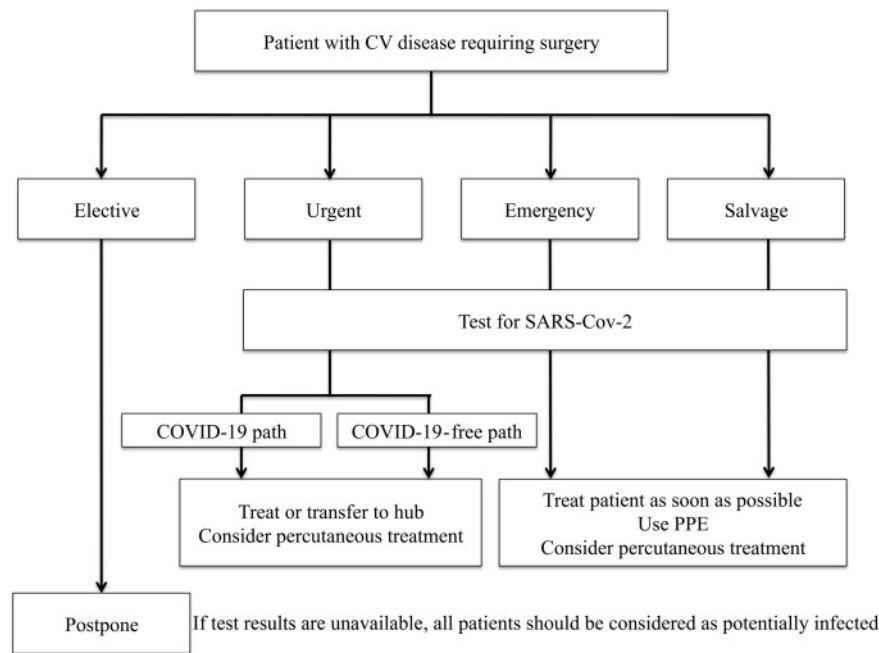 Patient with CV disease requiring surgery
Elective
Urgent
Emergency
Salvage
Test for SARS-Cov-2
COVID-19 path
COVID-19-free path
Treat or transfer to hub
Consider percutaneous treatment
Treat patient as soon as possible
Use PPE
Consider percutaneous treatment
Postpone
If test results are unavailable, all patients should be considered as potentially infected